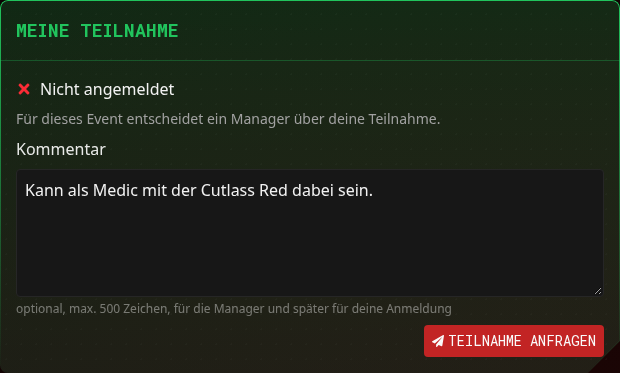 MEINE TEILNAHME
Nicht angemeldet
Für dieses Event entscheidet ein Manager über deine Teilnahme.
Kommentar
Kann als Medic mit der Cutlass Red dabei sein.
optional, max. 500 Zeichen, für die Manager und später für deine Anmeldung
TEILNAHME ANFRAGEN